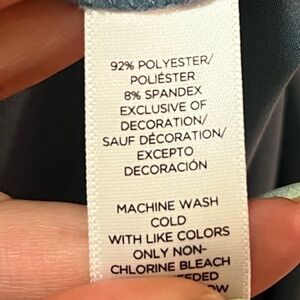 92% POLYESTER/
POLIÉSTER
8% SPANDEX
EXCLUSIVE OF
DECORATION/
SAUF DÉCORATION/
EXCEPTO
DECORACIÓN
MACHINE WASH
COLD
WITH LIKE COLORS
ONLY NON-
CHLORINE BLEACH